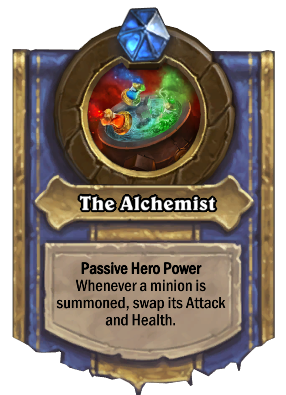 The Alchemist
Passive Hero Power
Whenever a minion is
summoned, swap its Attack
and Health.